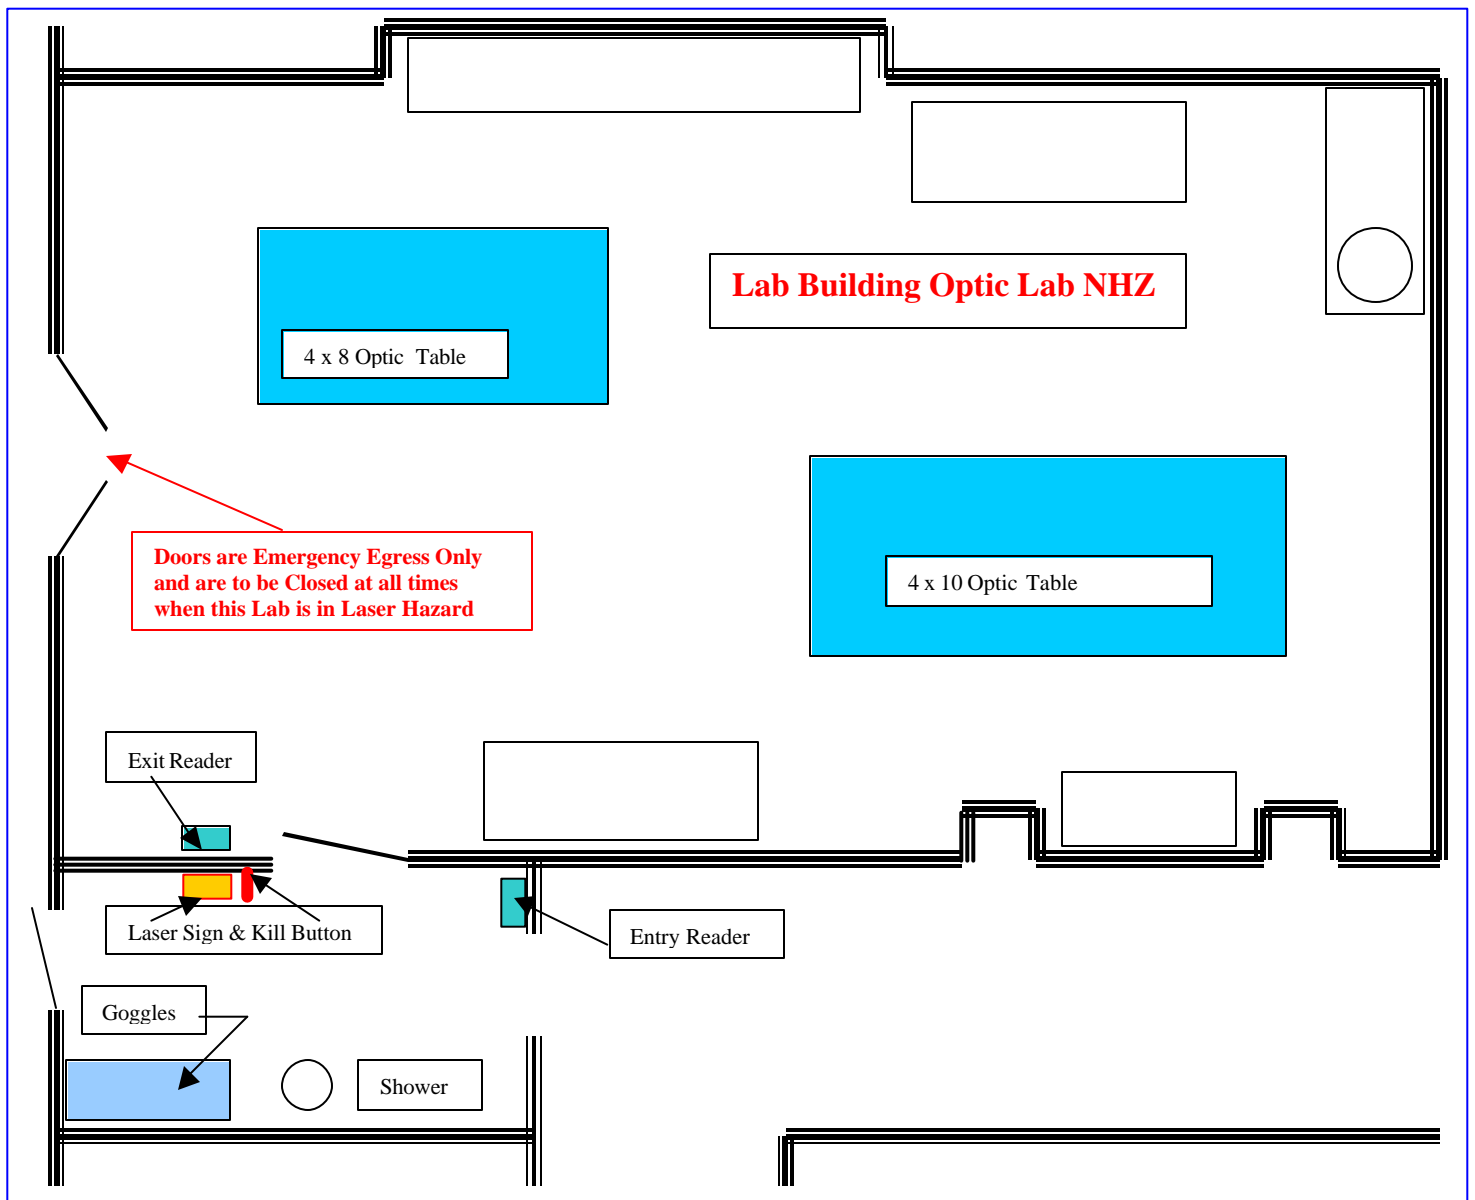 Lab Building Optic Lab NHZ
4 x 8 Optic Table
Doors are Emergency Egress Only
and are to be Closed at all times
when this Lab is in Laser Hazard
4 x 10 Optic Table
Exit Reader
Laser Sign & Kill Button
Entry Reader
Goggles
Shower